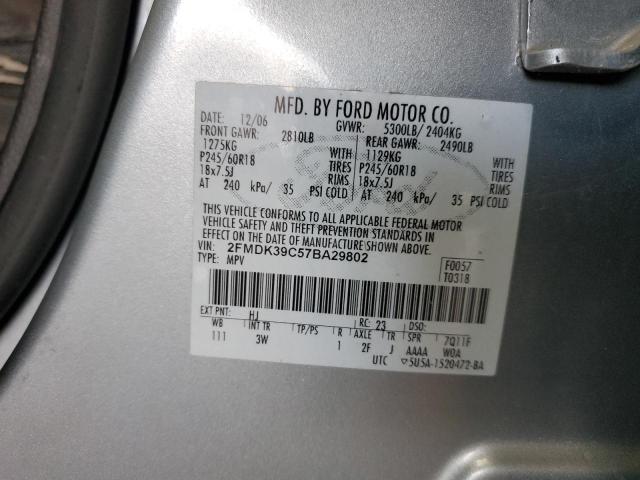 MFD. BY FORD MOTOR CO.
DATE: 12/06 GVWR: 5300LB/ 2404KG
FRONT GAWR: 2810LB REAR GAWR: 2490LB
1275KG WITH 1129KG WITH
P245/60R18 TIRES P245/60R18 TIRES
18x7.5J RIMS 18x7.5J RIMS
AT 240 kPa/ 35 PSI COLD AT 240 kPa/ 35 PSI COLD
THIS VEHICLE CONFORMS TO ALL APPLICABLE FEDERAL MOTOR
VEHICLE SAFETY AND THEFT PREVENTION STANDARDS IN
EFFECT ON THE DATE OF MANUFACTURE SHOWN ABOVE.
VIN: 2FMDK39C57BA29802 F0057
TYPE: MPV T0318
EXT PNT: HJ RC: 23 DSO:
WB INT TR TP/PS R AXLE TR SPR 7Q11F
111 3W 1 2F J AAAA W0A
UTC ▽5U5A-1520472-BA
Ford